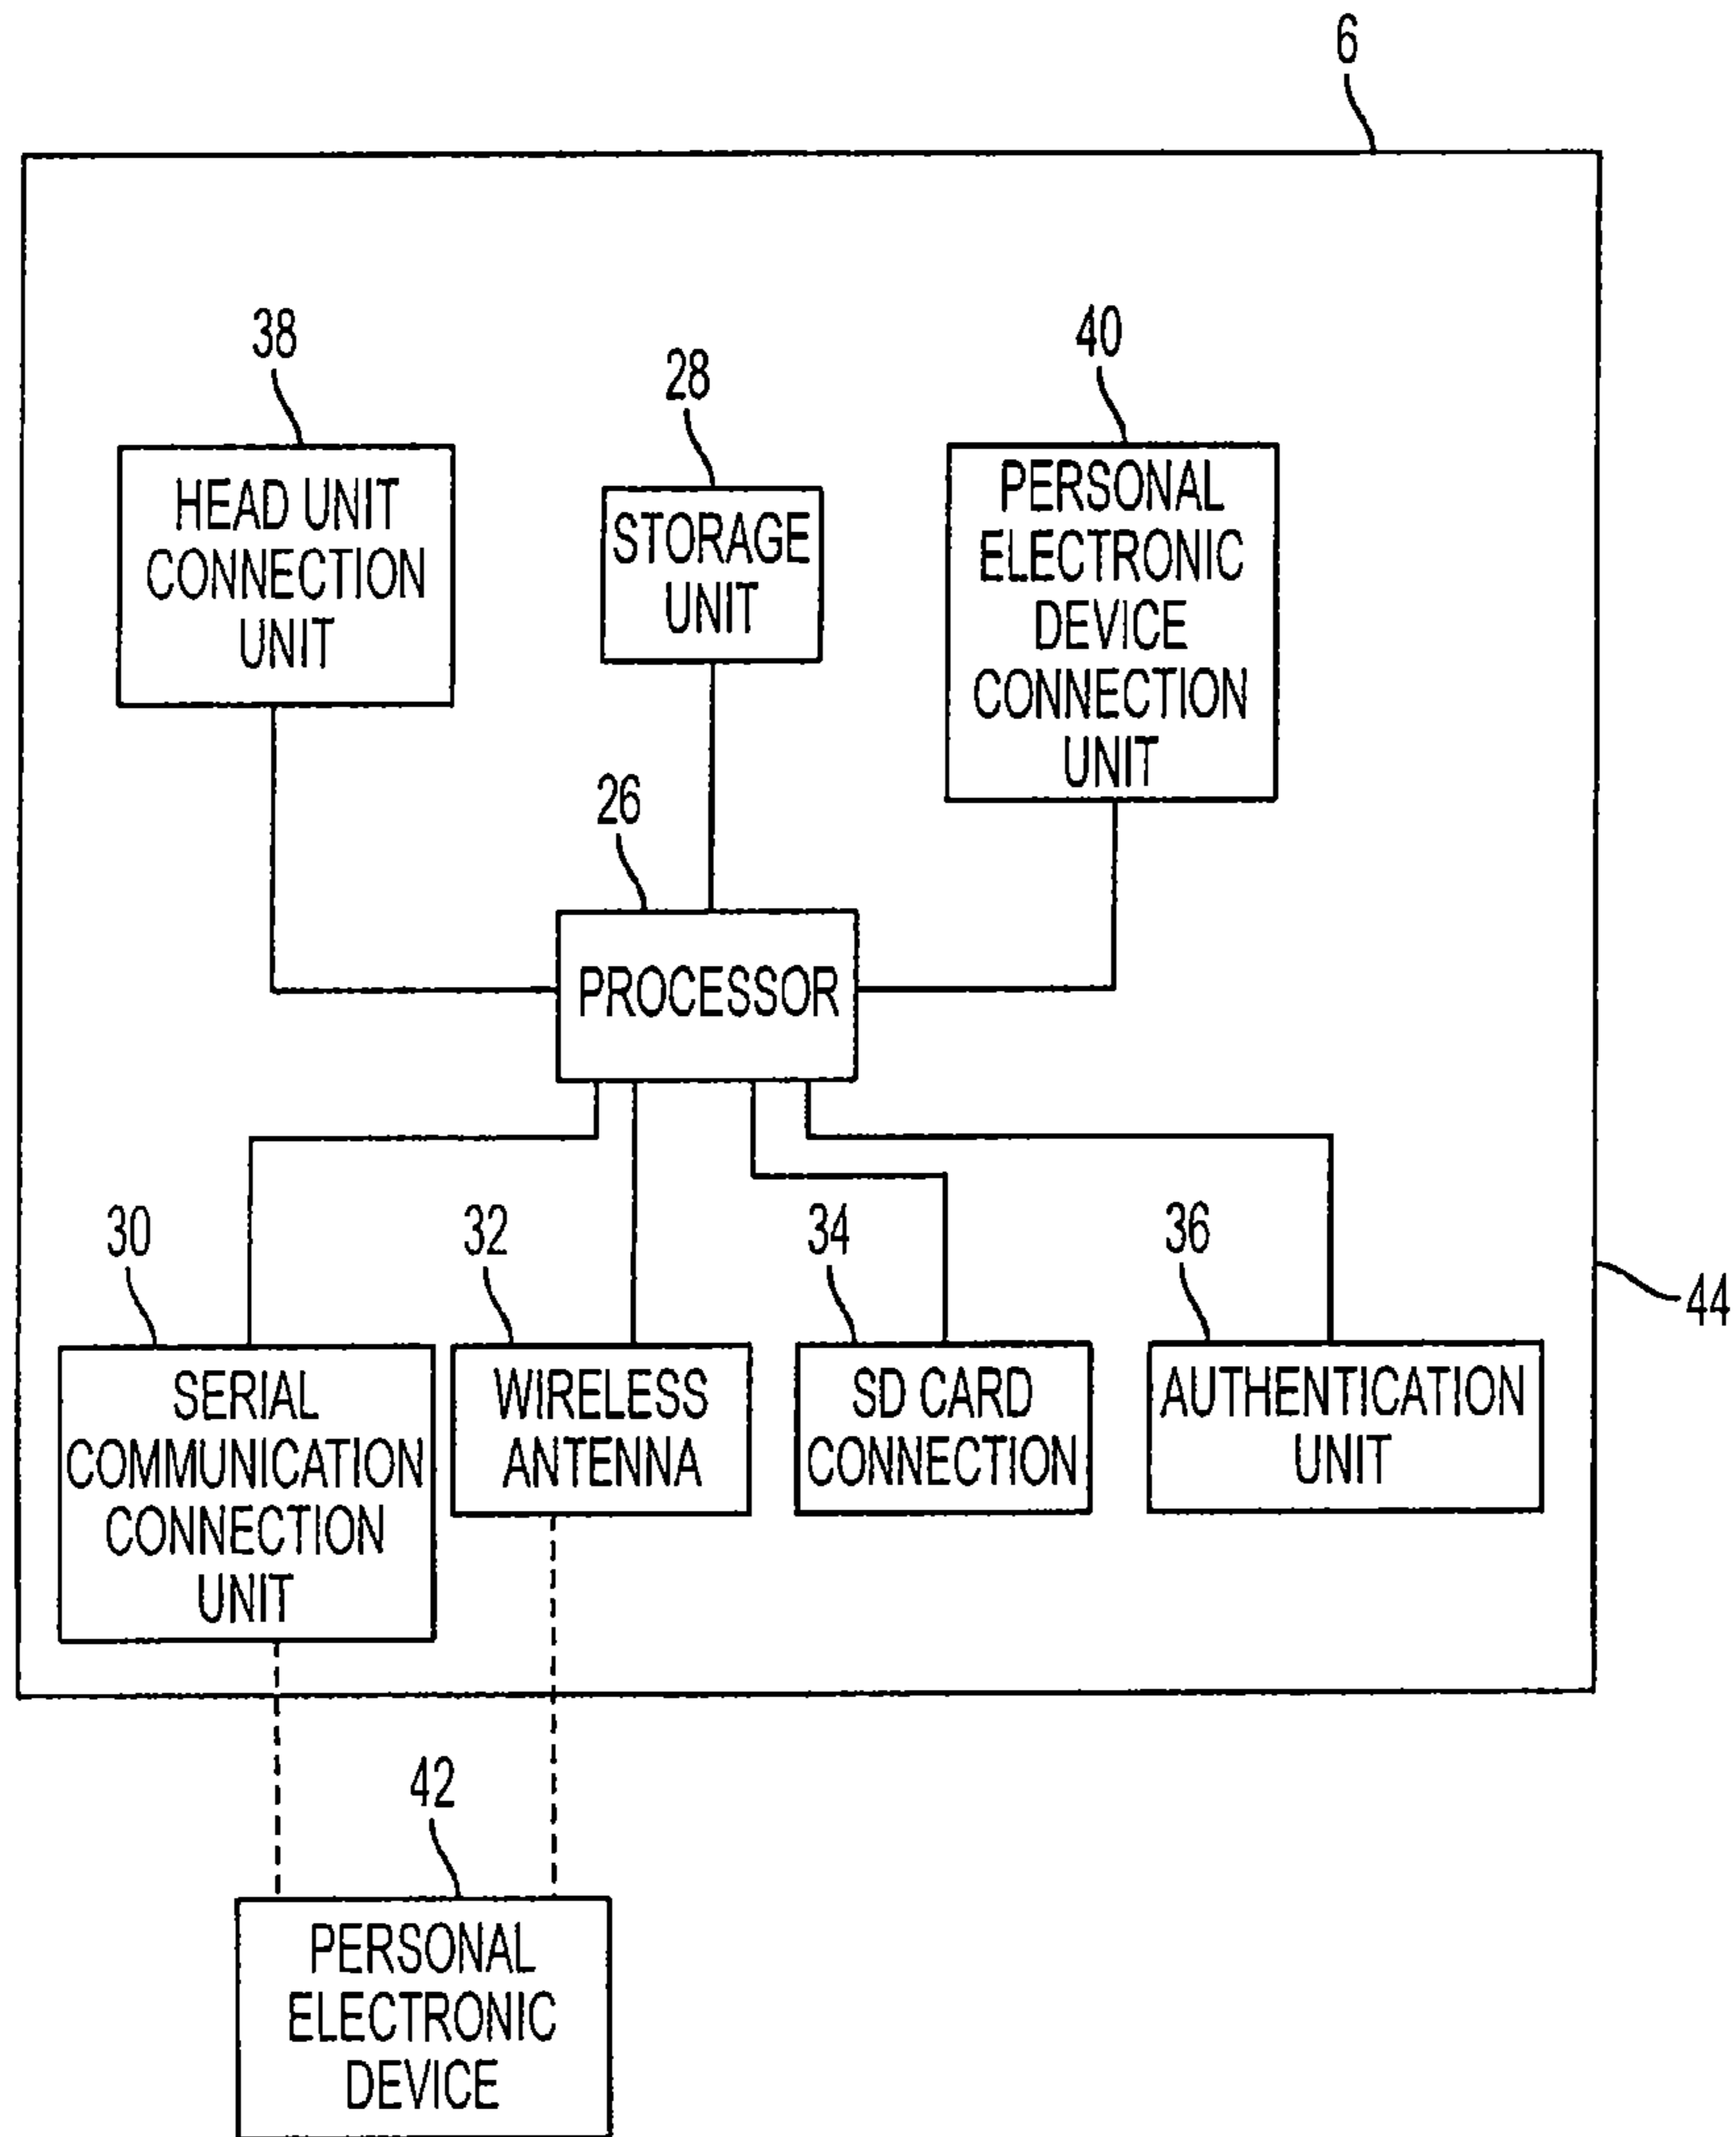 6
38
HEAD UNIT
CONNECTION
UNIT
28
STORAGE
UNIT
40
PERSONAL
ELECTRONIC
DEVICE
CONNECTION
UNIT
26
PROCESSOR
30
SERIAL
COMMUNICATION
CONNECTION
UNIT
32
WIRELESS
ANTENNA
34
SD CARD
CONNECTION
36
AUTHENTICATION
UNIT
44
42
PERSONAL
ELECTRONIC
DEVICE